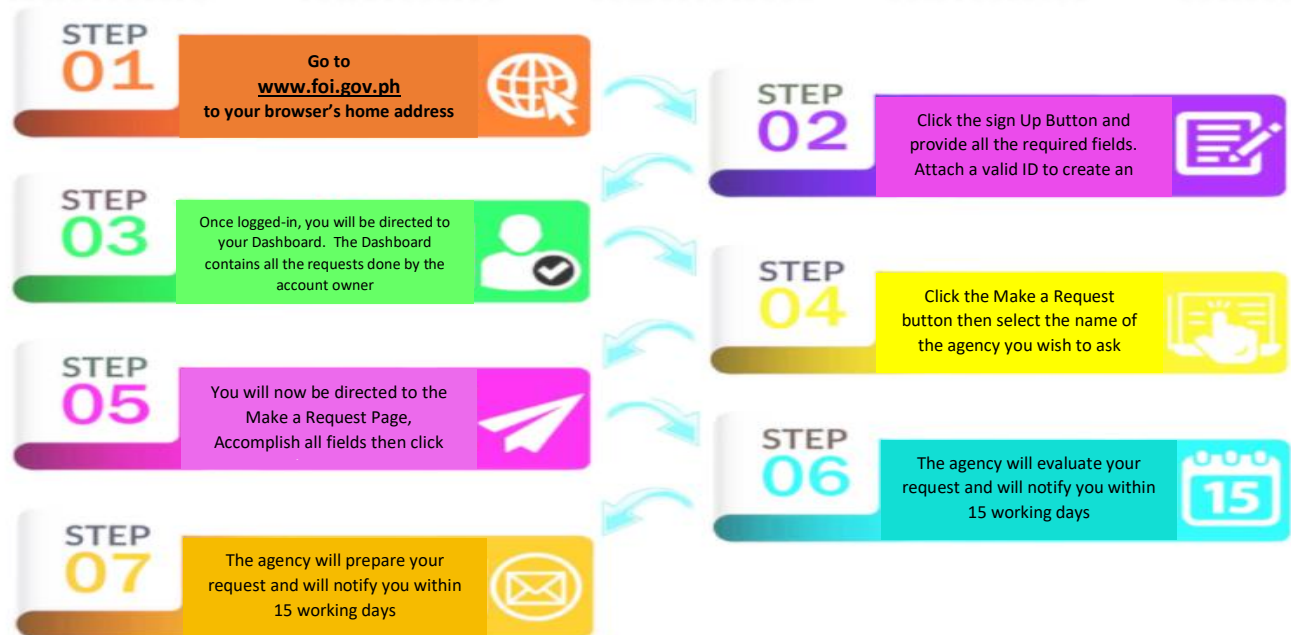 STEP
01
Go to
www.foi.gov.ph
to your browser's home address
STEP
02
Click the sign Up Button and
provide all the required fields.
Attach a valid ID to create an
STEP
03
Once logged-in, you will be directed to
your Dashboard. The Dashboard
contains all the requests done by the
account owner
STEP
04
Click the Make a Request
button then select the name of
the agency you wish to ask
STEP
05
You will now be directed to the
Make a Request Page,
Accomplish all fields then click
STEP
06
The agency will evaluate your
request and will notify you within
15 working days
15
STEP
07
The agency will prepare your
request and will notify you within
15 working days